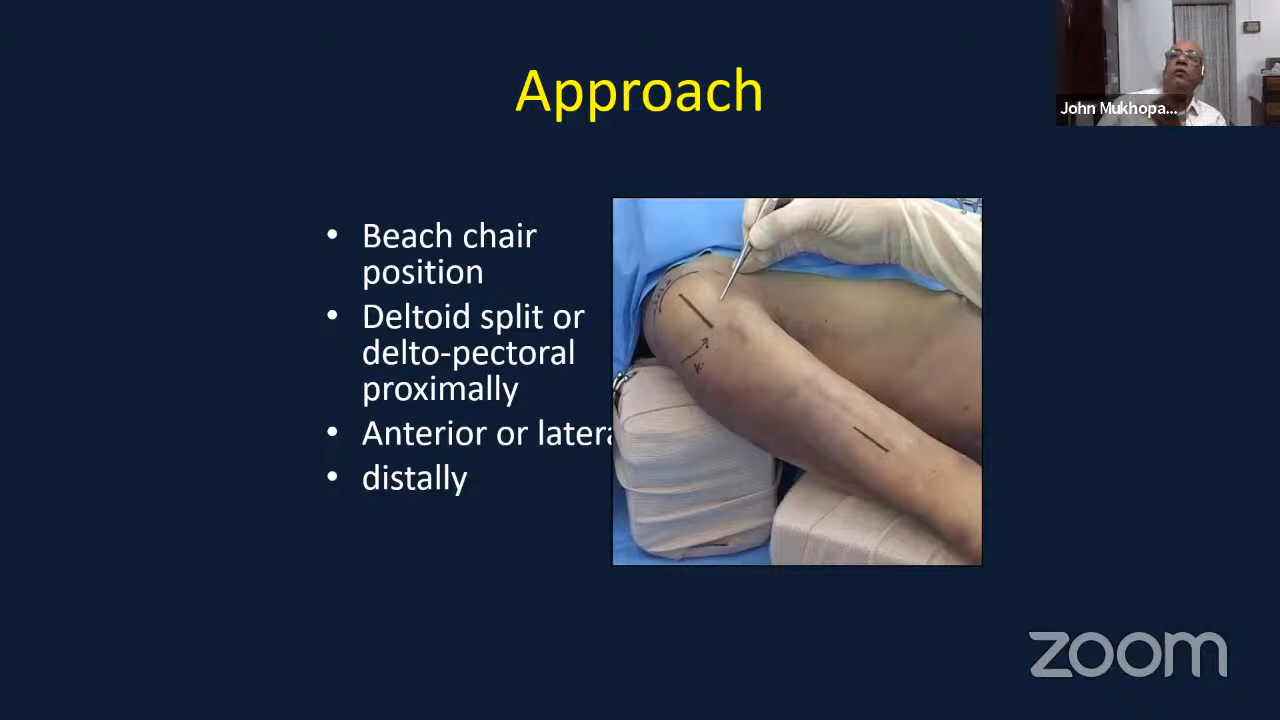 Approach
John Mukhopa...
• Beach chair
position
• Deltoid split or
delto-pectoral
proximally
• Anterior or latera
• distally
zoom